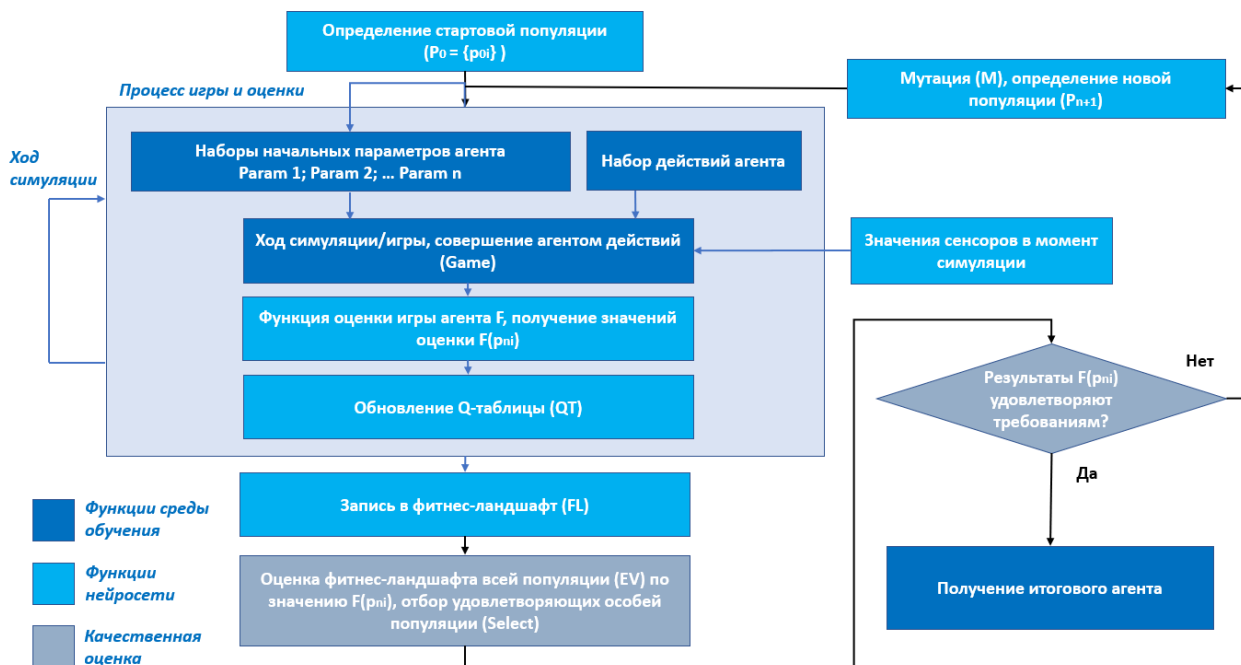 Определение стартовой популяции
(P0 = {p0i} )
Процесс игры и оценки
Мутация (M), определение новой
популяции (Pn+1)
Ход
симуляции
Наборы начальных параметров агента
Param 1; Param 2; … Param n
Набор действий агента
Ход симуляции/игры, совершение агентом действий
(Game)
Значения сенсоров в момент
симуляции
Функция оценки игры агента F, получение значений
оценки F(pni)
Обновление Q-таблицы (QT)
Результаты F(pni)
удовлетворяют
требованиям?
Нет
Да
Запись в фитнес-ландшафт (FL)
Оценка фитнес-ландшафта всей популяции (EV) по
значению F(pni), отбор удовлетворяющих особей
популяции (Select)
Получение итогового агента
Функции среды
обучения
Функции
нейросети
Качественная
оценка